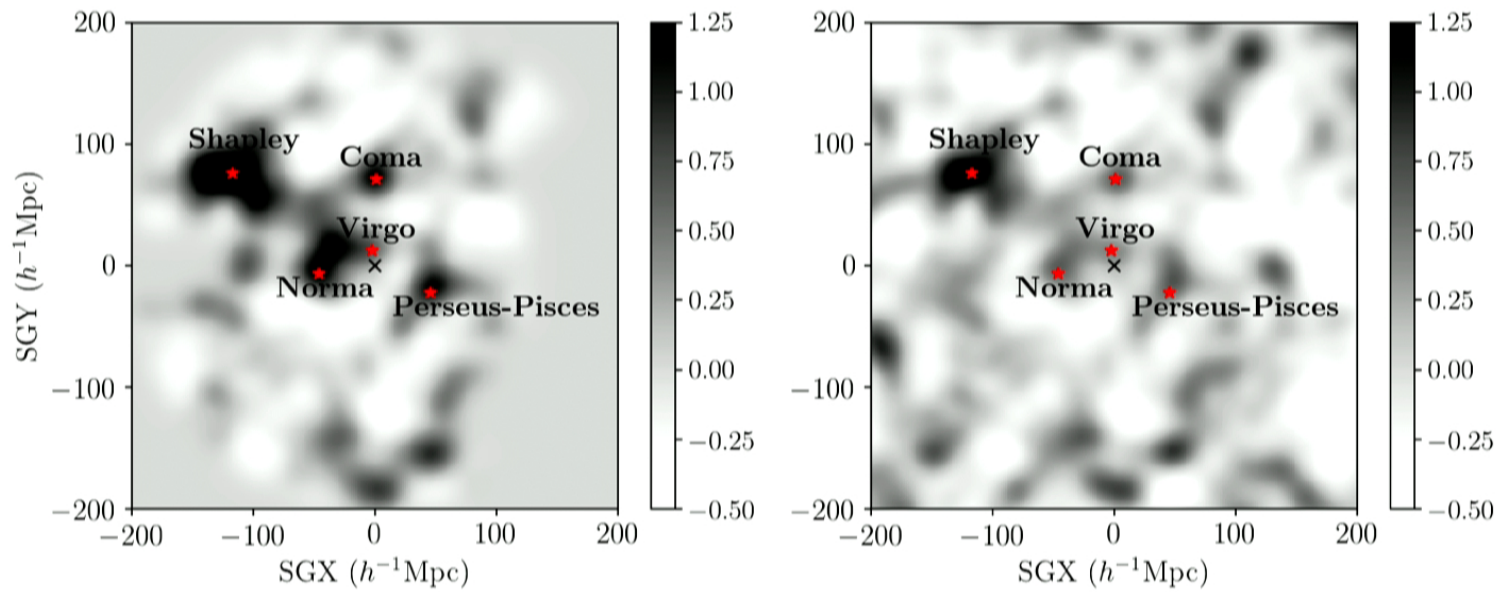 200
100
0
−100
−200
SGY (h⁻¹Mpc)
−200 −100 0 100 200
SGX (h⁻¹Mpc)
Shapley
Coma
Virgo
Norma
Perseus-Pisces
1.25
1.00
0.75
0.50
0.25
0.00
−0.25
−0.50
200
100
0
−100
−200
−200 −100 0 100 200
SGX (h⁻¹Mpc)
Shapley
Coma
Virgo
Norma
Perseus-Pisces
1.25
1.00
0.75
0.50
0.25
0.00
−0.25
−0.50